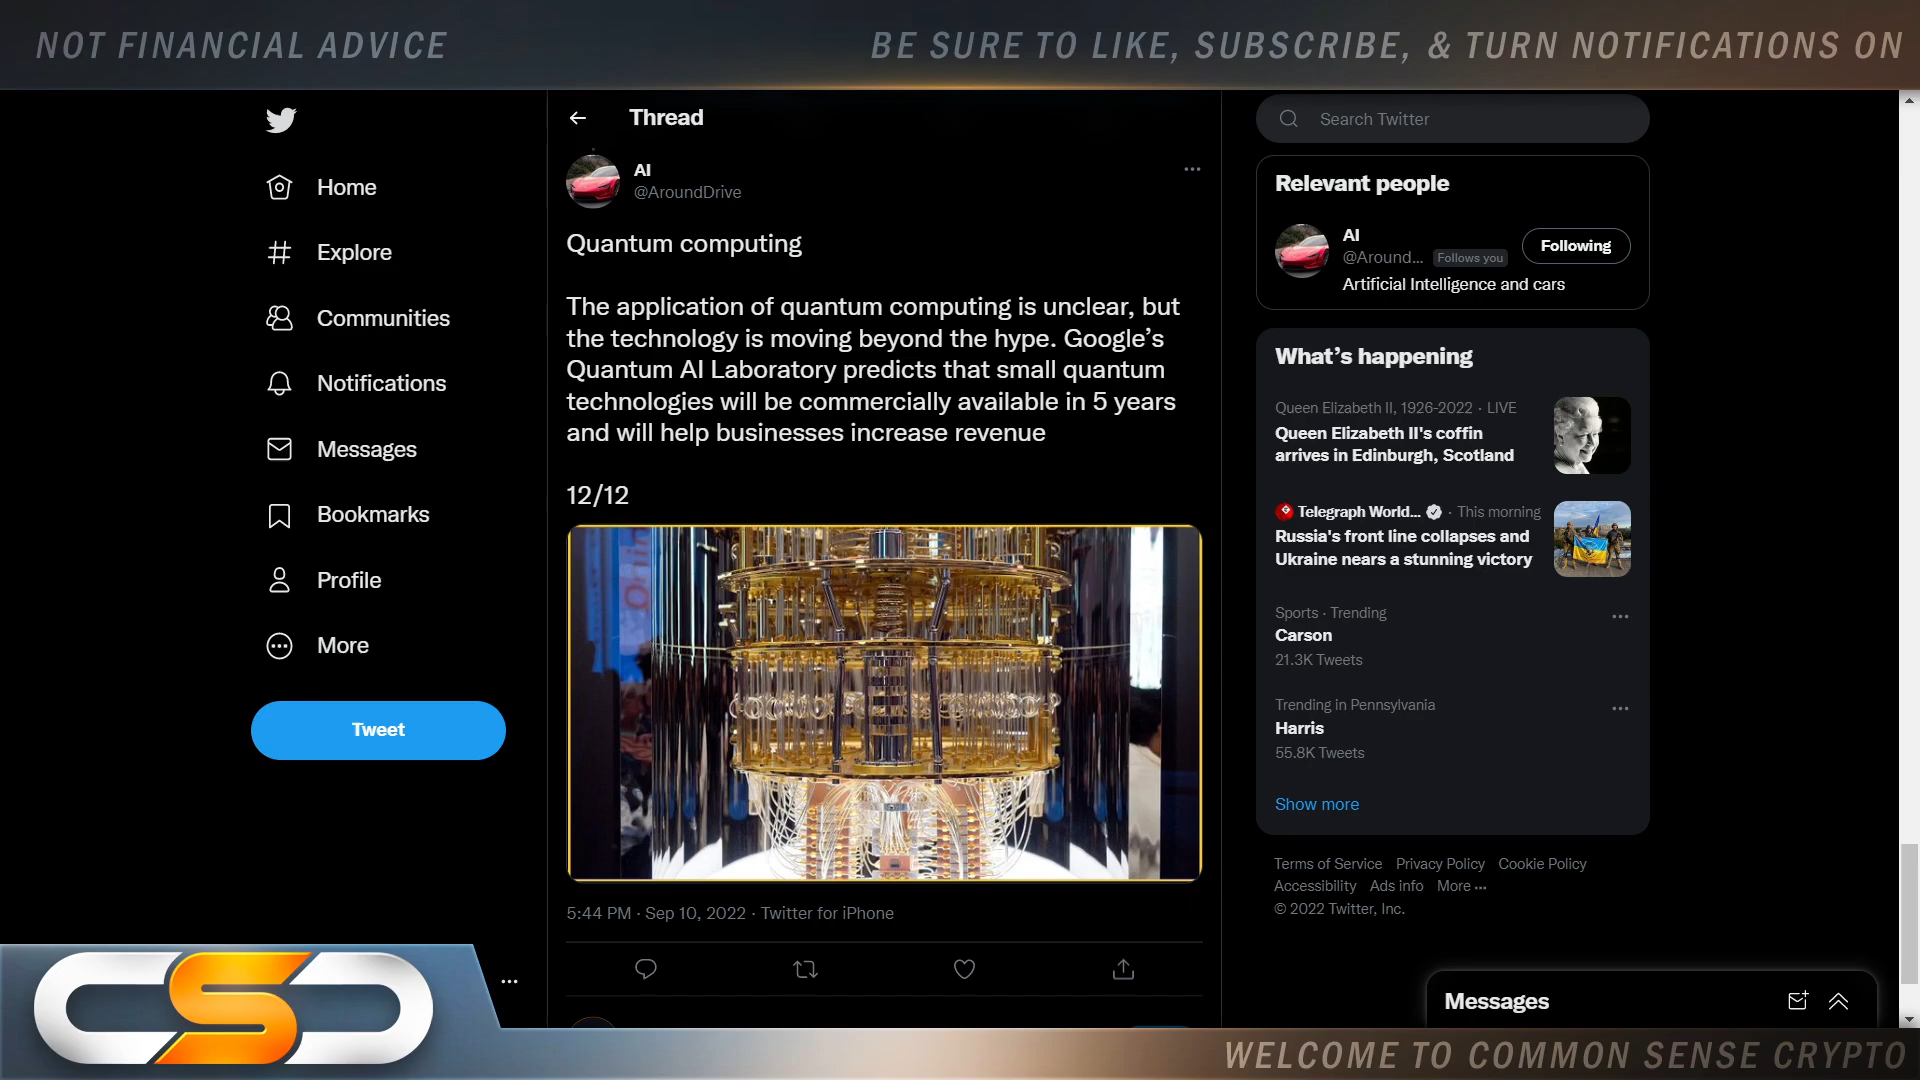 NOT FINANCIAL ADVICE
BE SURE TO LIKE, SUBSCRIBE, & TURN NOTIFICATIONS ON
Home
Explore
Communities
Notifications
Messages
Bookmarks
Profile
More
Tweet
Thread
AI
@AroundDrive
Quantum computing
The application of quantum computing is unclear, but
the technology is moving beyond the hype. Google’s
Quantum AI Laboratory predicts that small quantum
technologies will be commercially available in 5 years
and will help businesses increase revenue
12/12
5:44 PM · Sep 10, 2022 · Twitter for iPhone
Search Twitter
Relevant people
AI
@Around... Follows you
Following
Artificial Intelligence and cars
What’s happening
Queen Elizabeth II, 1926-2022 · LIVE
Queen Elizabeth II's coffin
arrives in Edinburgh, Scotland
Telegraph World... · This morning
Russia's front line collapses and
Ukraine nears a stunning victory
Sports · Trending
Carson
21.3K Tweets
Trending in Pennsylvania
Harris
55.8K Tweets
Show more
Terms of Service Privacy Policy Cookie Policy
Accessibility Ads info More ...
© 2022 Twitter, Inc.
Messages
CSC
WELCOME TO COMMON SENSE CRYPTO